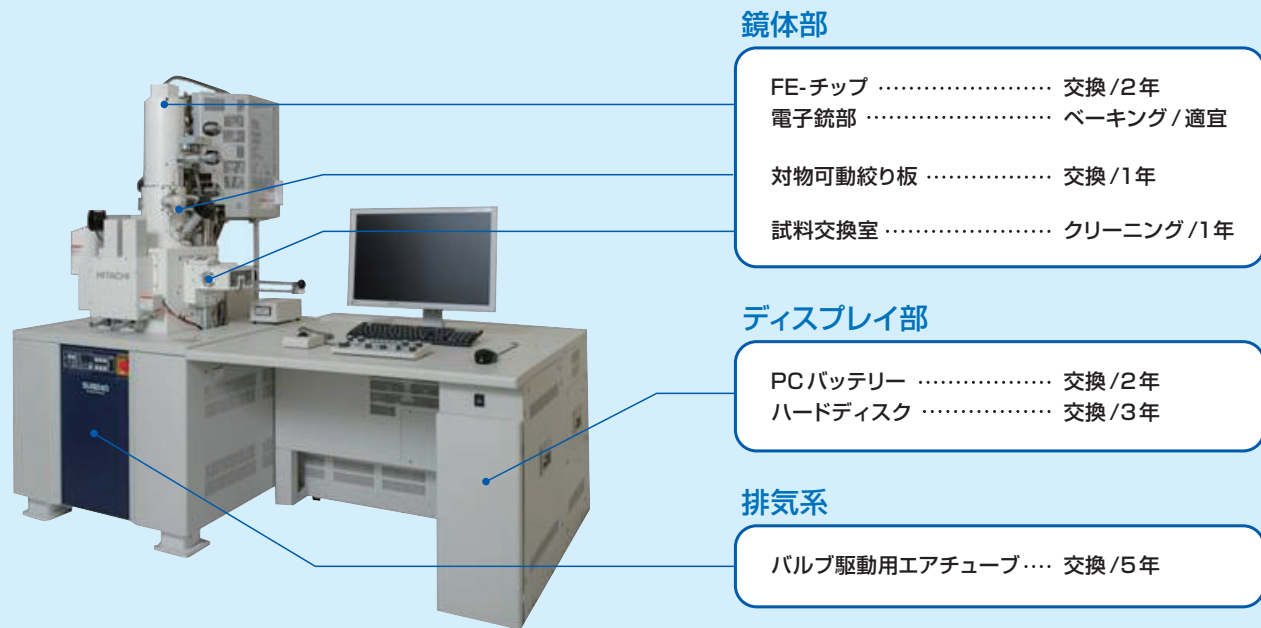 鏡体部
FE-チップ …………………… 交換/2年
電子銃部 ……………………… ベーキング/適宜
対物可動絞り板 ……………… 交換/1年
試料交換室 …………………… クリーニング/1年
HITACHI
ディスプレイ部
PCバッテリー ……………… 交換/2年
ハードディスク ……………… 交換/3年
排気系
バルブ駆動用エアチューブ ‥‥ 交換/5年